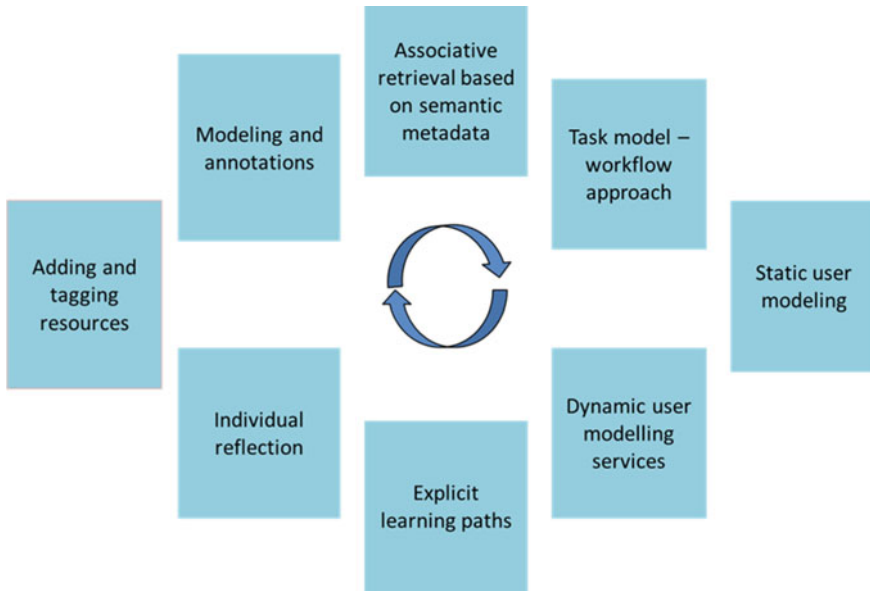 Associative
retrieval based
on semantic
metadata
Modeling and
annotations
Task model –
workflow
approach
Adding and
tagging
resources
Static user
modeling
Individual
reflection
Dynamic user
modelling
services
Explicit
learning paths